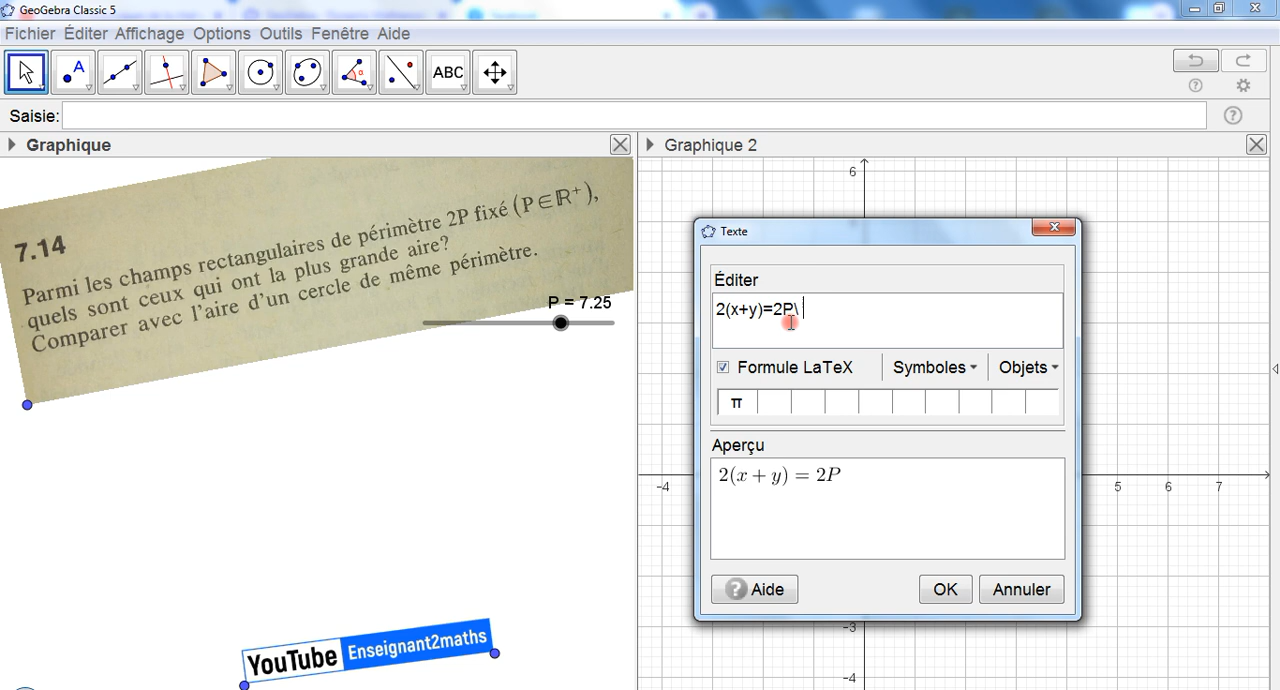 GeoGebra Classic 5
Fichier Éditer Affichage Options Outils Fenêtre Aide
A
α
ABC
Saisie:
Graphique
Graphique 2
7.14
Parmi les champs rectangulaires de périmètre 2P fixé (P∈ℝ⁺),
quels sont ceux qui ont la plus grande aire?
Comparer avec l'aire d'un cercle de même périmètre.
P = 7.25
YouTube Enseignant2maths
6
-4
5 6 7
-3
-4
Texte
Éditer
2(x+y)=2P\
Formule LaTeX Symboles Objets
π
Aperçu
2(x + y) = 2P
Aide OK Annuler